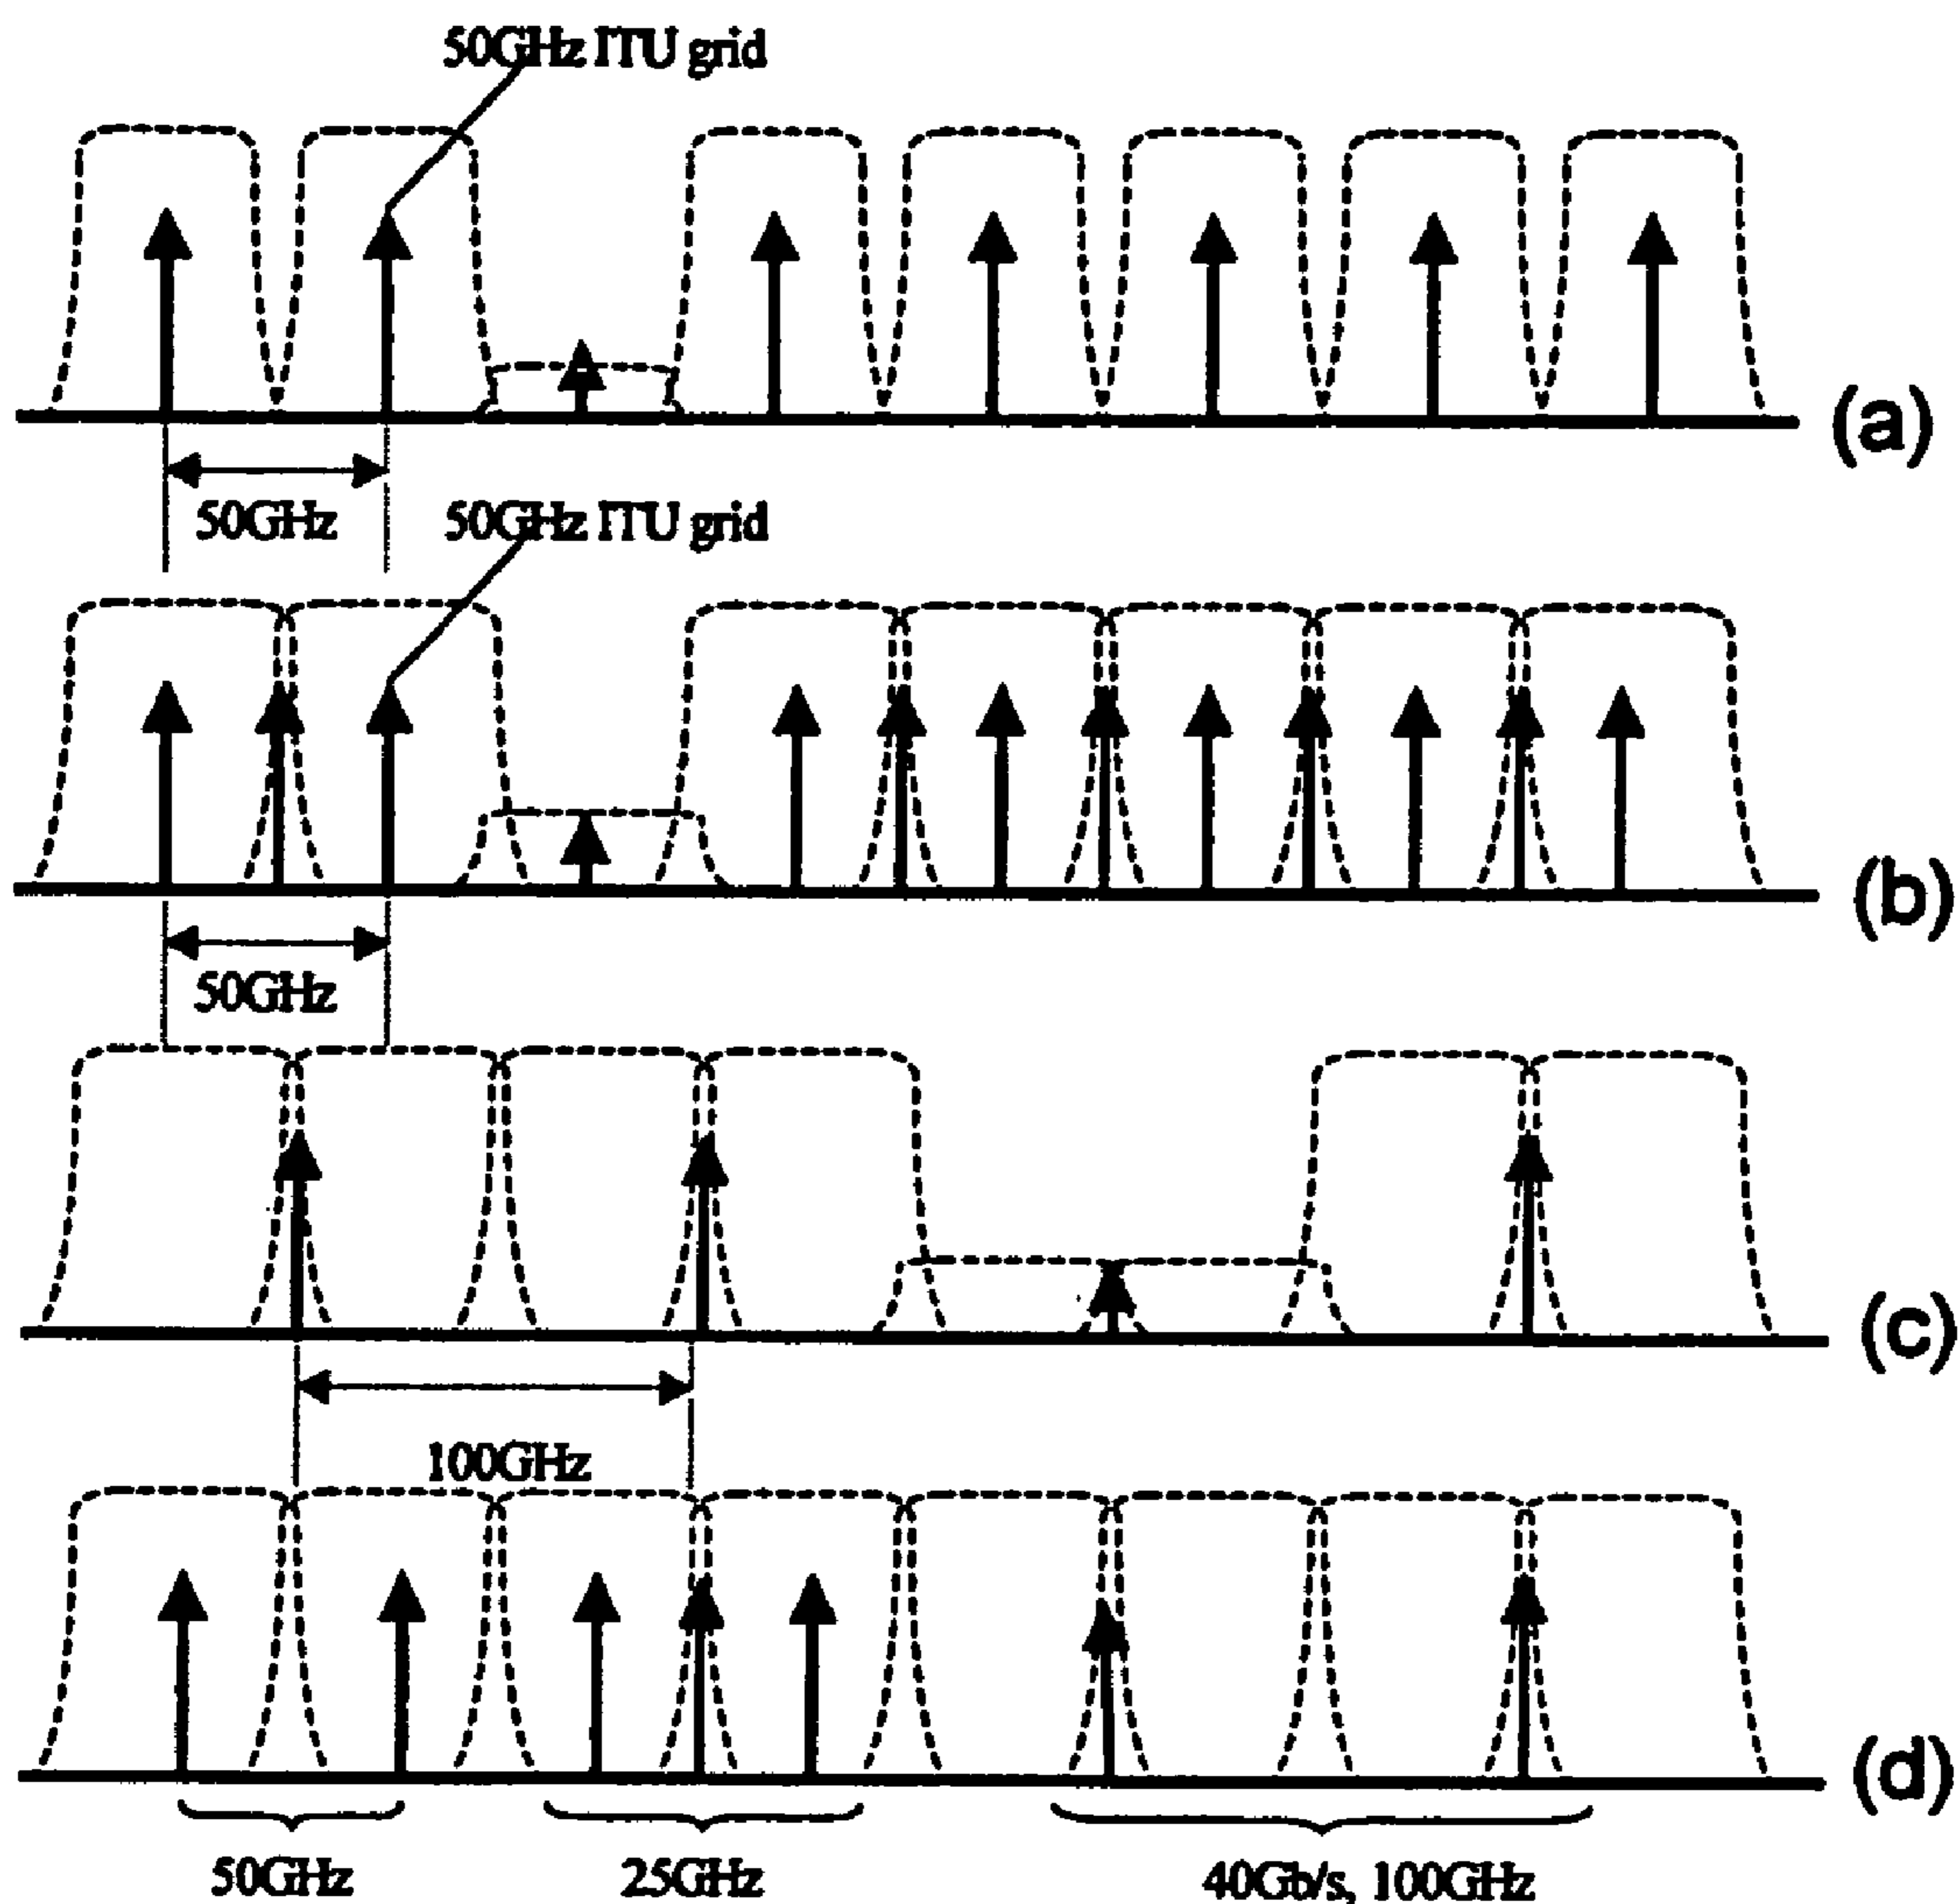 50GHz ITU grid
(a)
50GHz
50GHz ITU grid
(b)
50GHz
(c)
100GHz
(d)
50GHz
25GHz
40Gb/s, 100GHz